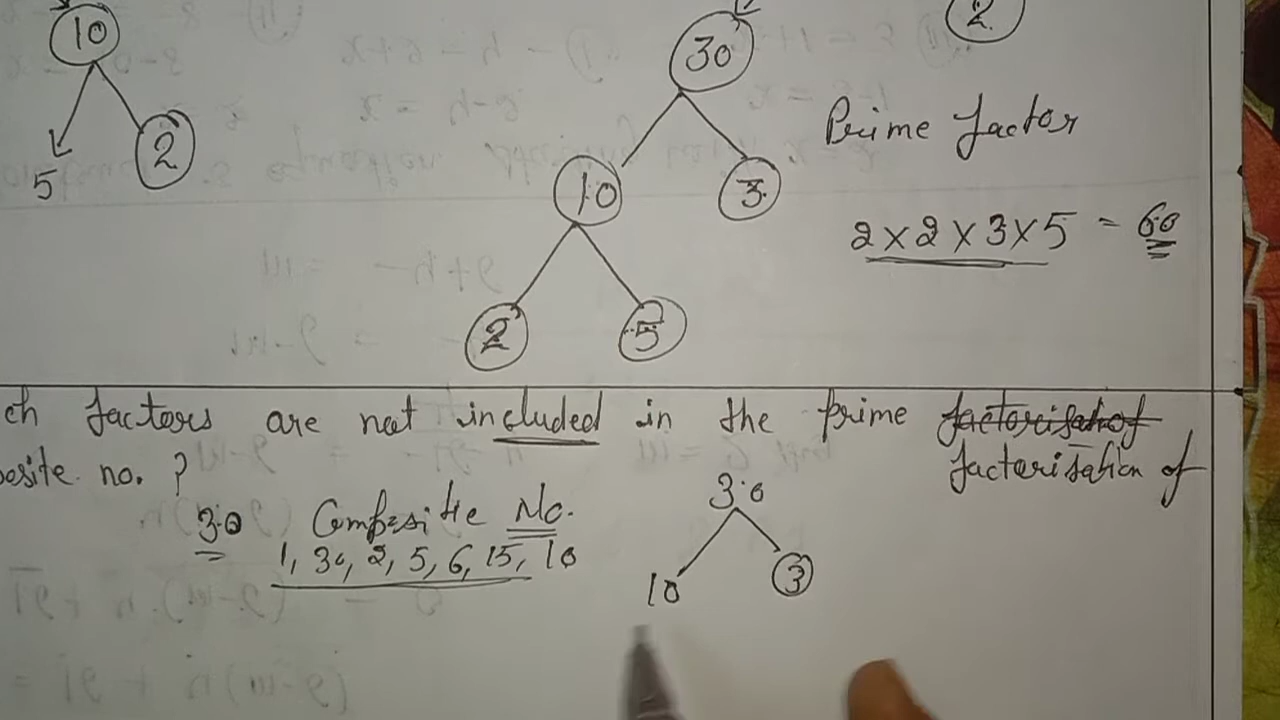 10
30
2
5
2
10
3
Prime factor
2 x 2 x 3 x 5 = 60
2
5
ch factors are not included in the prime
factorisation of
osite no. ?
30 Composite No.
1, 30, 2, 5, 6, 15, 10
30
10
3